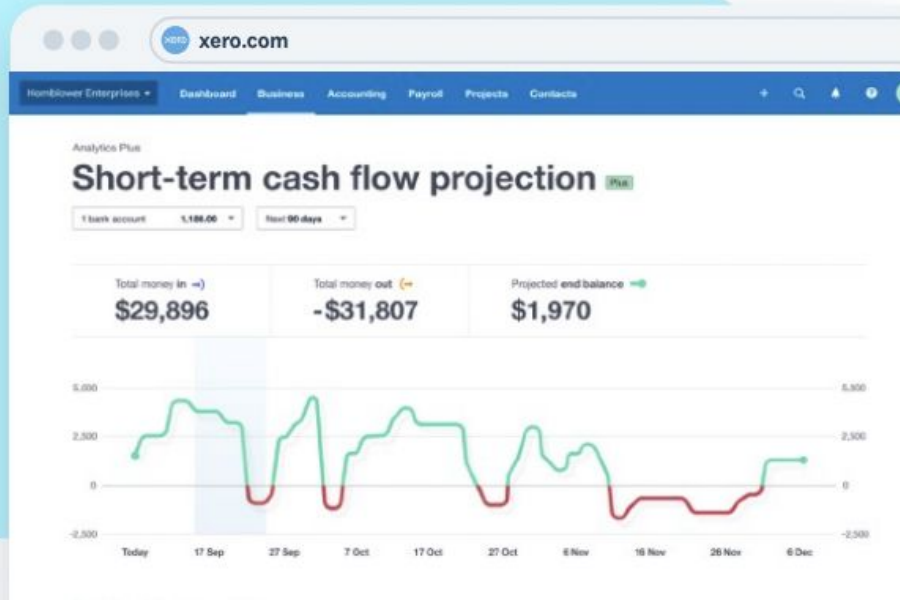 xero xero.com
Hornblower Enterprises Dashboard Business Accounting Payroll Projects Contacts
Analytics Plus
Short-term cash flow projection Plus
1 bank account 1,186.00 Next 90 days
Total money in Total money out Projected end balance
$29,896 -$31,807 $1,970
5,000 5,000
2,500 2,500
0 0
-2,500 -2,500
Today 17 Sep 27 Sep 7 Oct 17 Oct 27 Oct 6 Nov 16 Nov 26 Nov 6 Dec